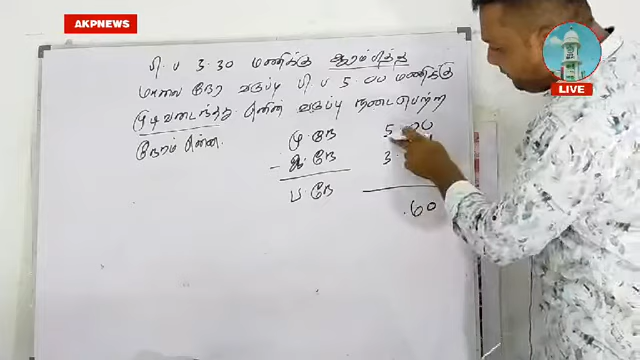 AKPNEWS
பி.ப 3.30 மணிக்கு ஆரம்பித்த
மாலை நேர வகுப்பு பி.ப 5.00 மணிக்கு
முடிவடைந்தது எனின் வகுப்பு நடைபெற்ற
நேரம் என்ன.
மு.நே 5.00
- ஆ.நே 3.
ப.நே
.60
LIVE